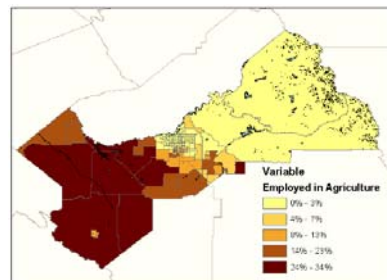 Variable
Employed in Agriculture
0% - 3%
4% - 7%
8% - 13%
14% - 23%
24% - 34%